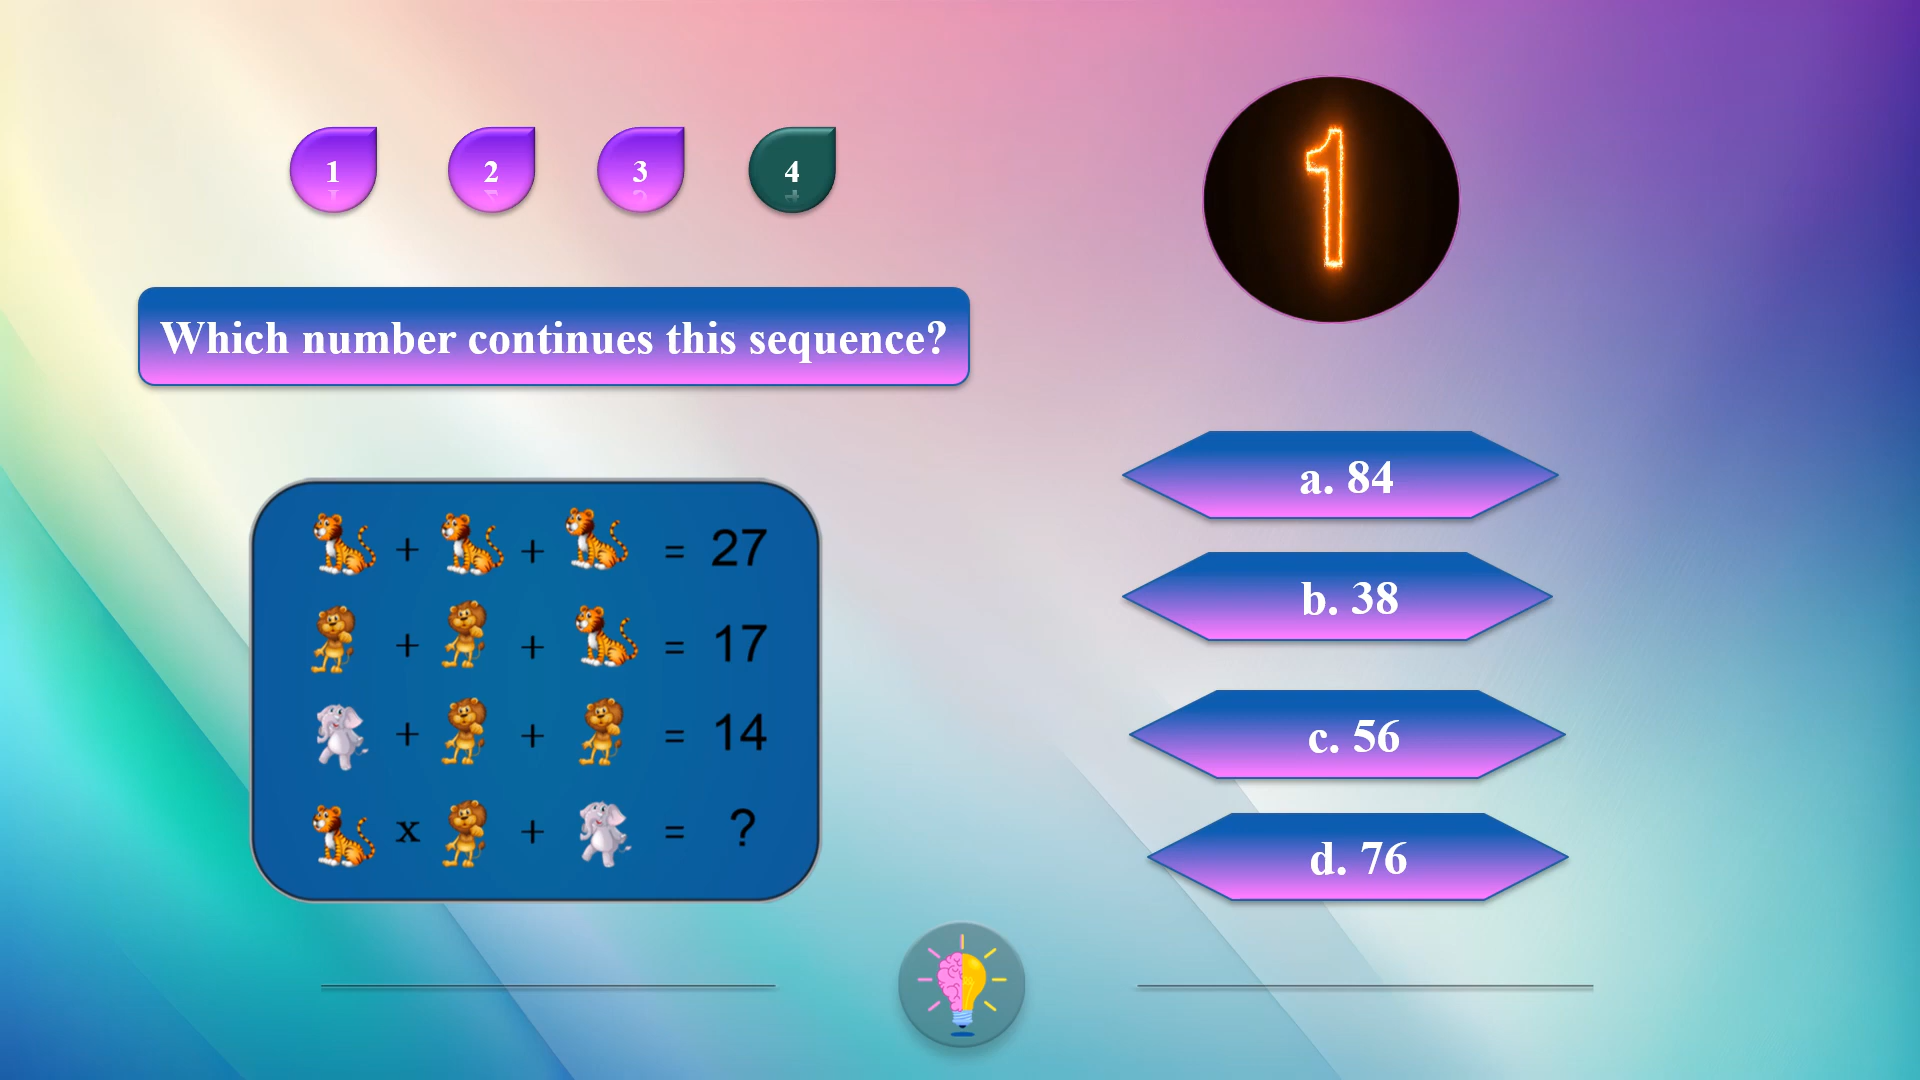 1 2 3 4
1
Which number continues this sequence?
+ + = 27
+ + = 17
+ + = 14
x + = ?
a. 84
b. 38
c. 56
d. 76